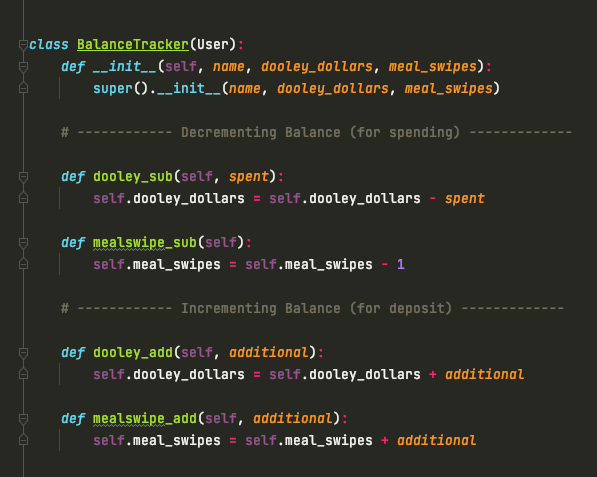 class BalanceTracker(User):
    def __init__(self, name, dooley_dollars, meal_swipes):
        super().__init__(name, dooley_dollars, meal_swipes)
    # ------------ Decrementing Balance (for spending) -------------
    def dooley_sub(self, spent):
        self.dooley_dollars = self.dooley_dollars - spent
    def mealswipe_sub(self):
        self.meal_swipes = self.meal_swipes - 1
    # ------------ Incrementing Balance (for deposit) -------------
    def dooley_add(self, additional):
        self.dooley_dollars = self.dooley_dollars + additional
    def mealswipe_add(self, additional):
        self.meal_swipes = self.meal_swipes + additional